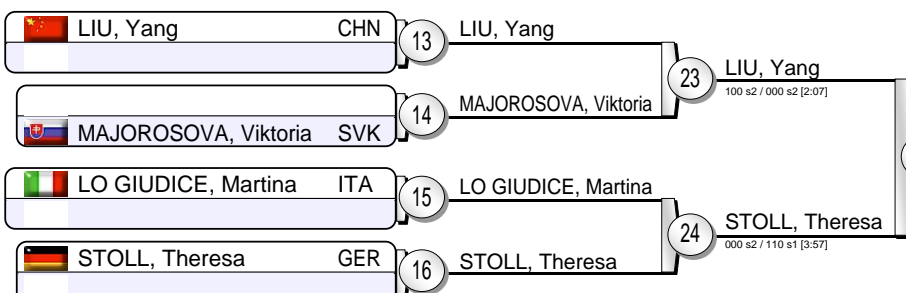 LIU, Yang CHN
13
LIU, Yang
MAJOROSOVA, Viktoria SVK
14
MAJOROSOVA, Viktoria
23
LIU, Yang
100 s2 / 000 s2 [2:07]
LO GIUDICE, Martina ITA
15
LO GIUDICE, Martina
STOLL, Theresa GER
16
STOLL, Theresa
24
STOLL, Theresa
000 s2 / 110 s1 [3:57]